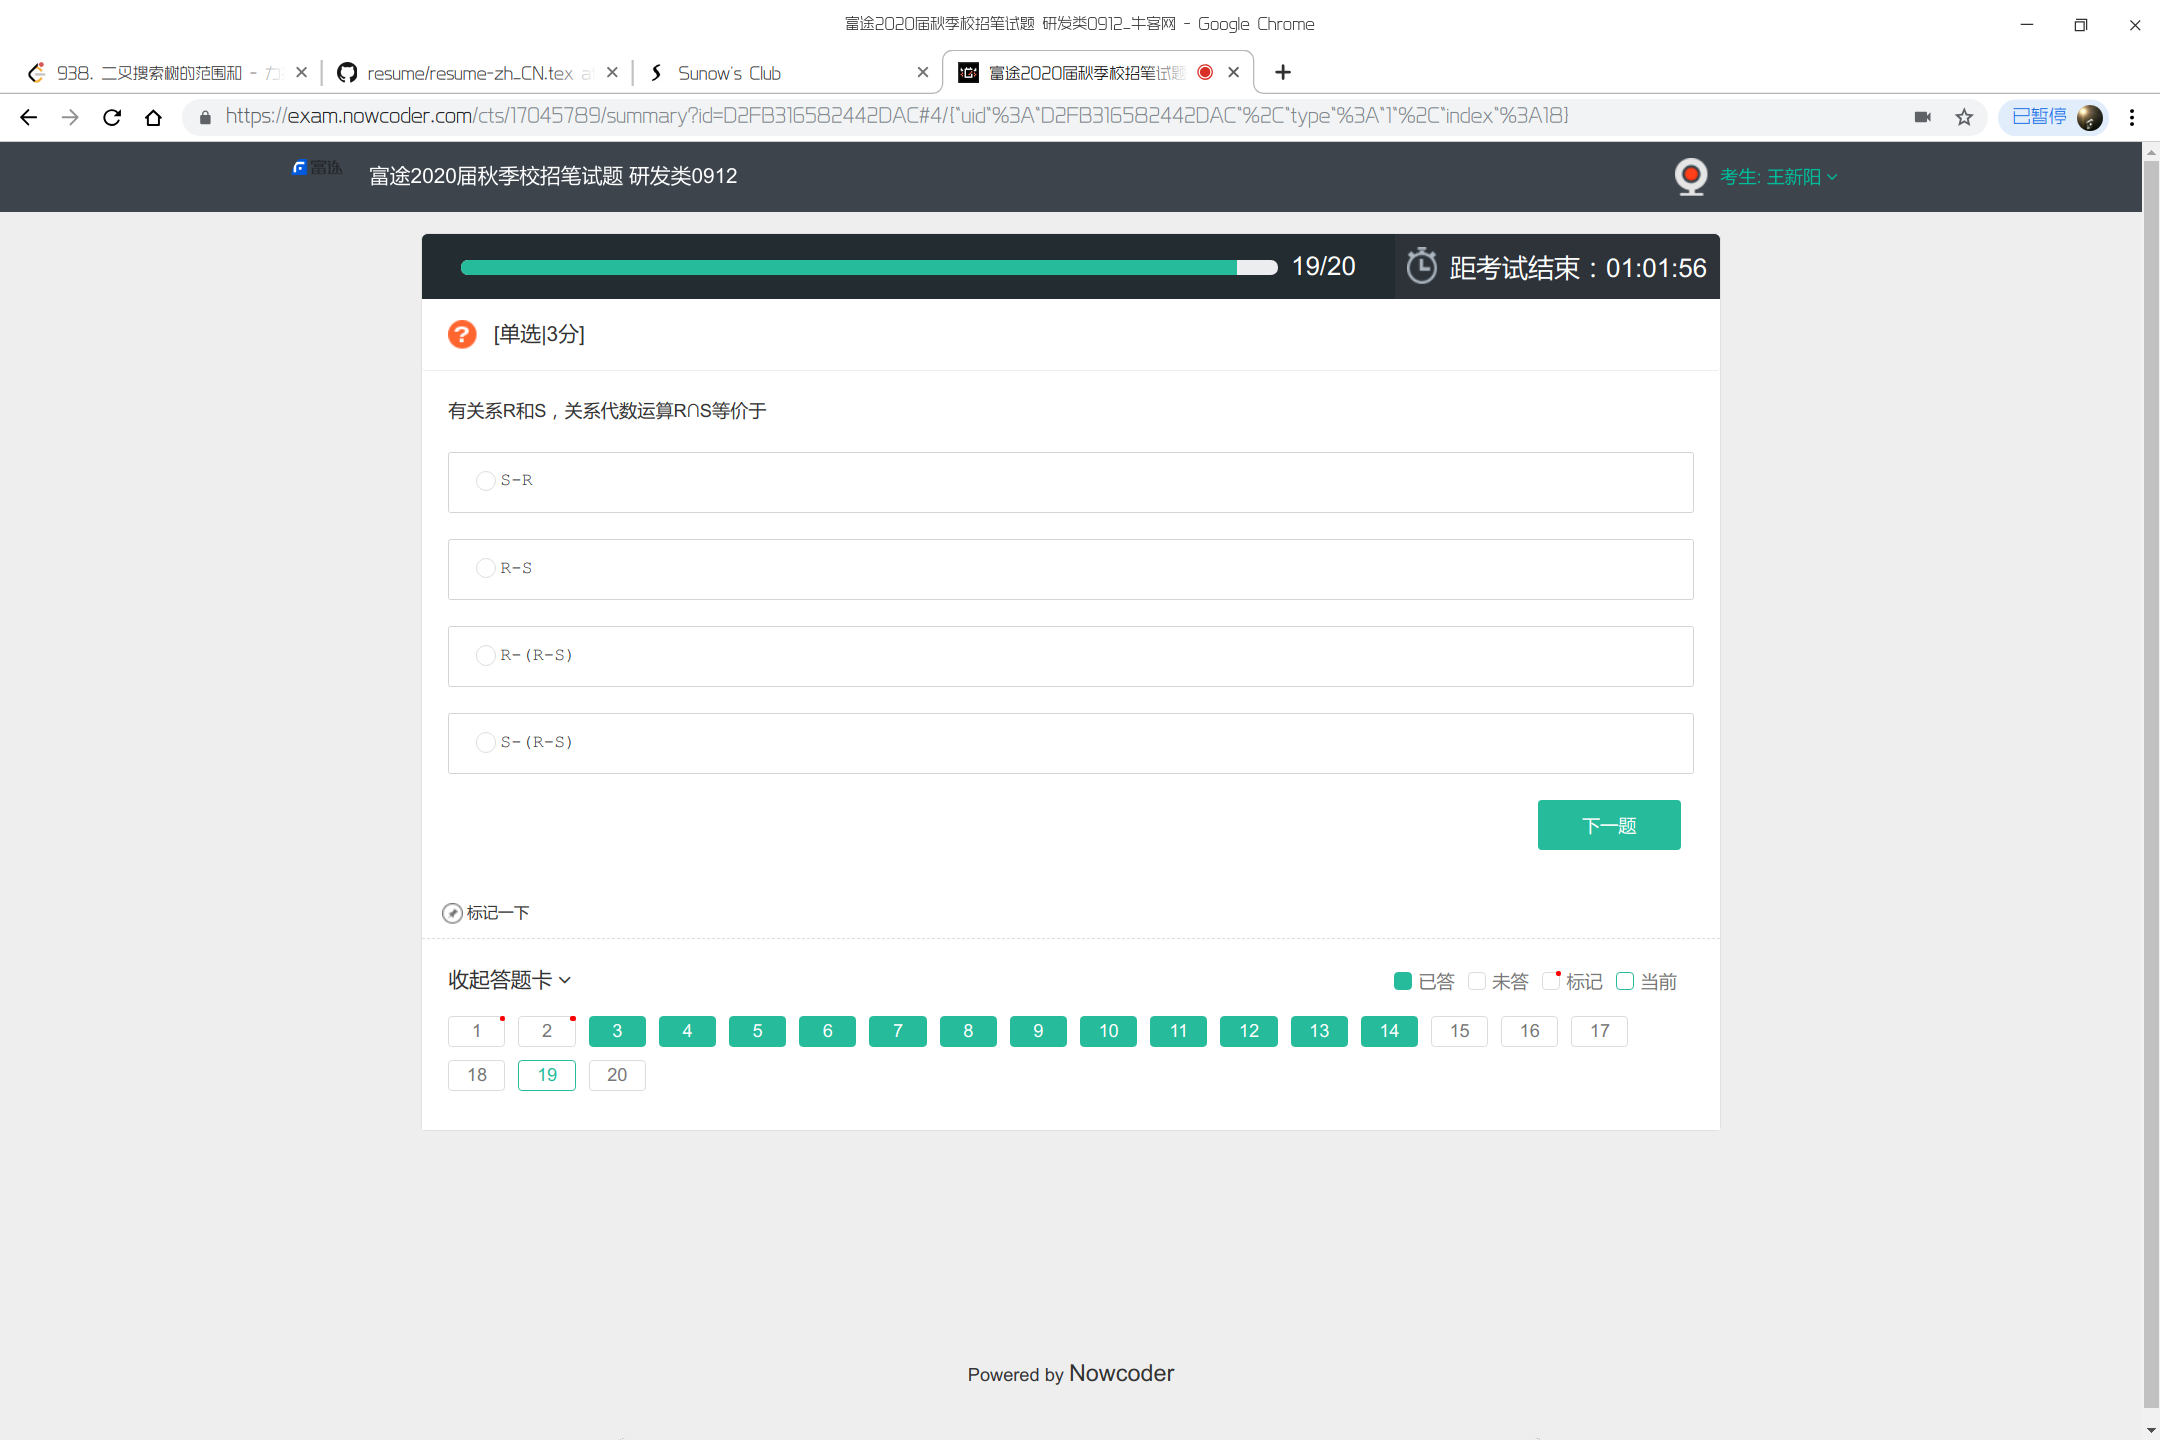 富途2020届秋季校招笔试题 研发类0912_牛客网 - Google Chrome
938. 二叉搜索树的范围和 - 力
resume/resume-zh_CN.tex at
Sunow's Club
富途2020届秋季校招笔试题
https://exam.nowcoder.com/cts/17045789/summary?id=D2FB316582442DAC#4/{"uid"%3A"D2FB316582442DAC"%2C"type"%3A"1"%2C"index"%3A18}
已暂停
富途
富途2020届秋季校招笔试题 研发类0912
考生: 王新阳
19/20
距考试结束：01:01:56
[单选|3分]
有关系R和S，关系代数运算R∩S等价于
S-R
R-S
R-(R-S)
S-(R-S)
下一题
标记一下
收起答题卡
已答 未答 标记 当前
1 2 3 4 5 6 7 8 9 10 11 12 13 14 15 16 17
18 19 20
Powered by Nowcoder